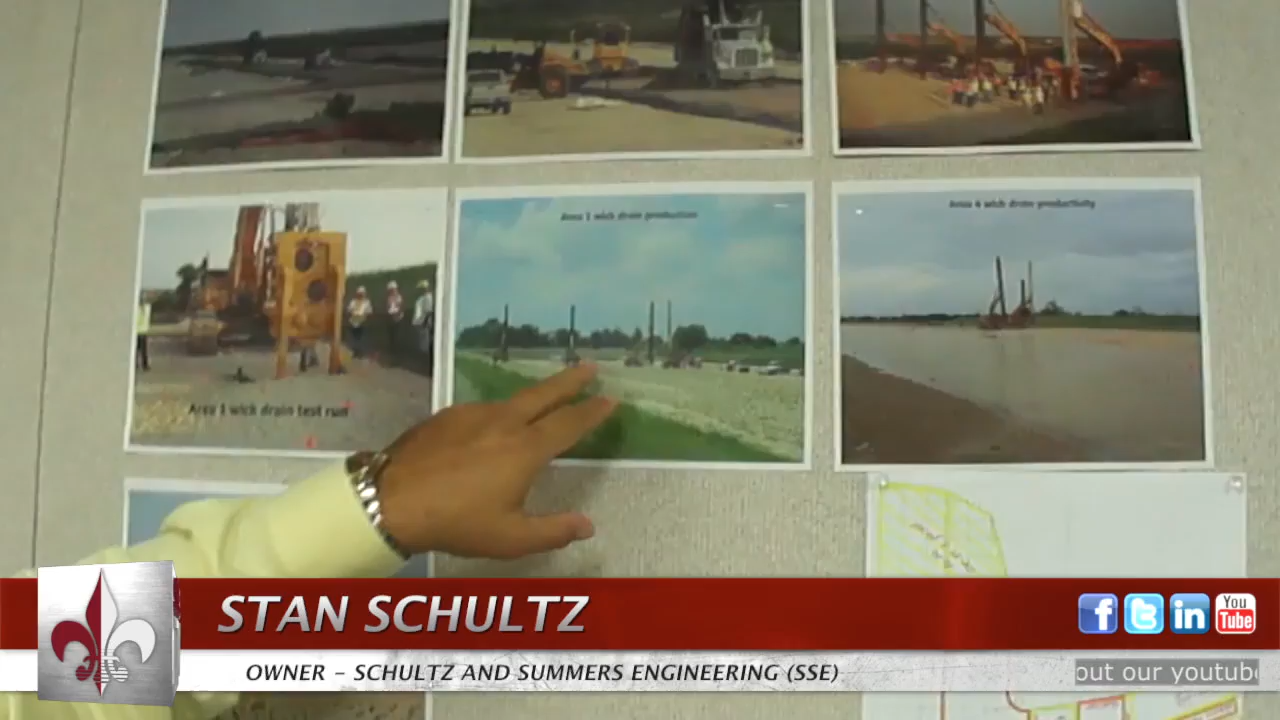 Area 1 wick drain production
Area 4 wick drain productivity
Area 1 wick drain test run
STAN SCHULTZ
OWNER – SCHULTZ AND SUMMERS ENGINEERING (SSE)
You
Tube
out our youtub